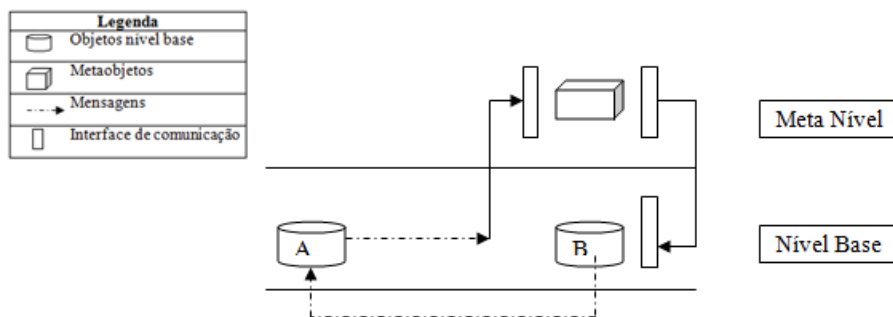 Legenda
Objetos nível base
Metaobjetos
Mensagens
Interface de comunicação
Meta Nível
A
B
Nível Base